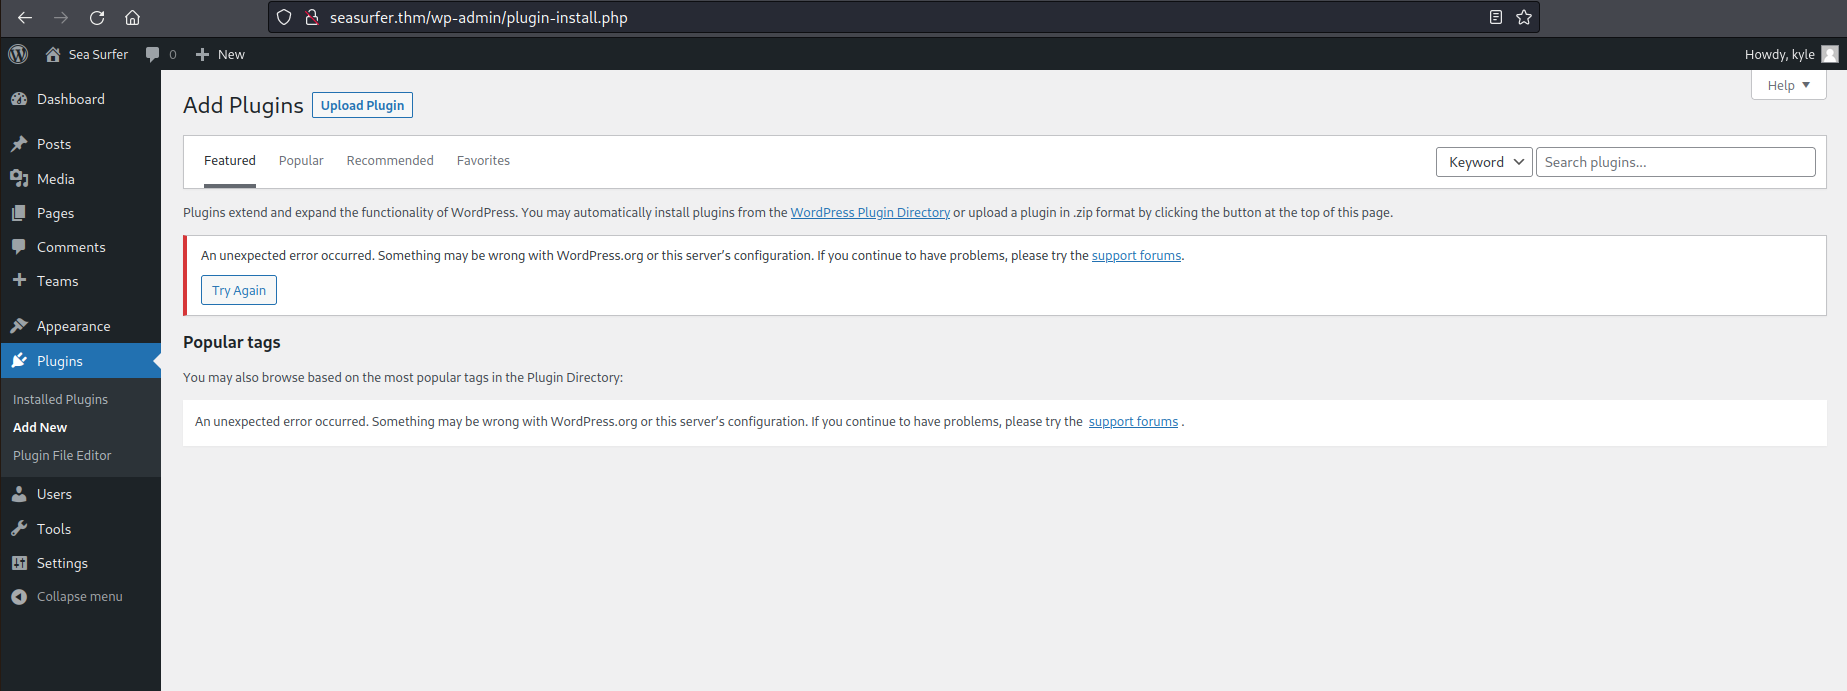 seasurfer.thm/wp-admin/plugin-install.php
Sea Surfer 0 New Howdy, kyle
Help
Dashboard
Posts
Media
Pages
Comments
Teams
Appearance
Plugins
Installed Plugins
Add New
Plugin File Editor
Users
Tools
Settings
Collapse menu
Add Plugins Upload Plugin
Featured Popular Recommended Favorites Keyword Search plugins...
Plugins extend and expand the functionality of WordPress. You may automatically install plugins from the WordPress Plugin Directory or upload a plugin in .zip format by clicking the button at the top of this page.
An unexpected error occurred. Something may be wrong with WordPress.org or this server’s configuration. If you continue to have problems, please try the support forums.
Try Again
Popular tags
You may also browse based on the most popular tags in the Plugin Directory:
An unexpected error occurred. Something may be wrong with WordPress.org or this server’s configuration. If you continue to have problems, please try the support forums .